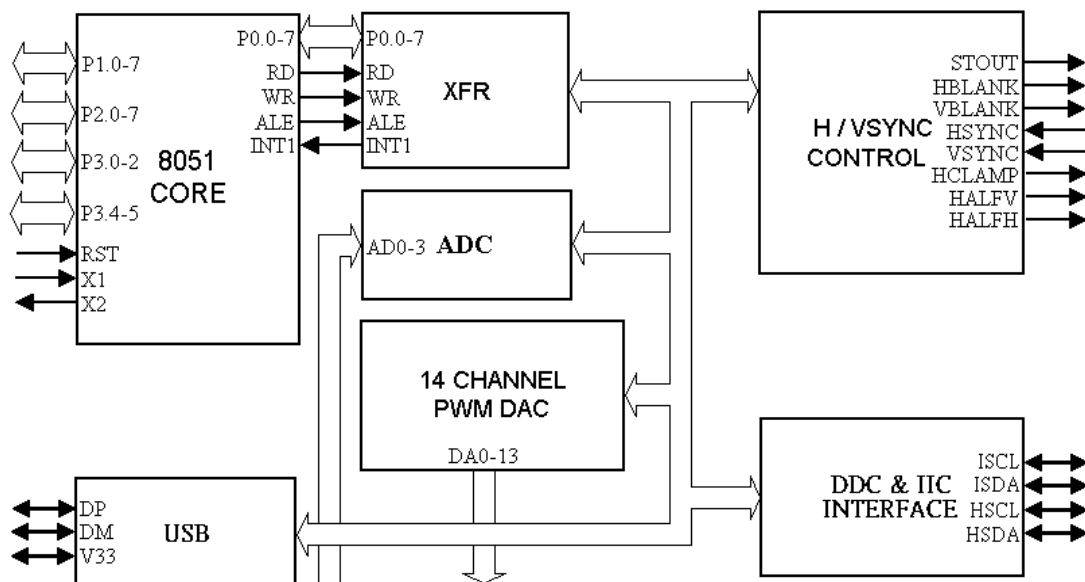 P1.0-7
P2.0-7
P3.0-2
P3.4-5
RST
X1
X2
8051
CORE
P0.0-7
RD
WR
ALE
INT1
P0.0-7
RD
WR
ALE
INT1
XFR
AD0-3
ADC
14 CHANNEL
PWM DAC
DA0-13
DP
DM
V33
USB
H / VSYNC
CONTROL
STOUT
HBLANK
VBLANK
HSYNC
VSYNC
HCLAMP
HALFV
HALFH
DDC & IIC
INTERFACE
ISCL
ISDA
HSCL
HSDA